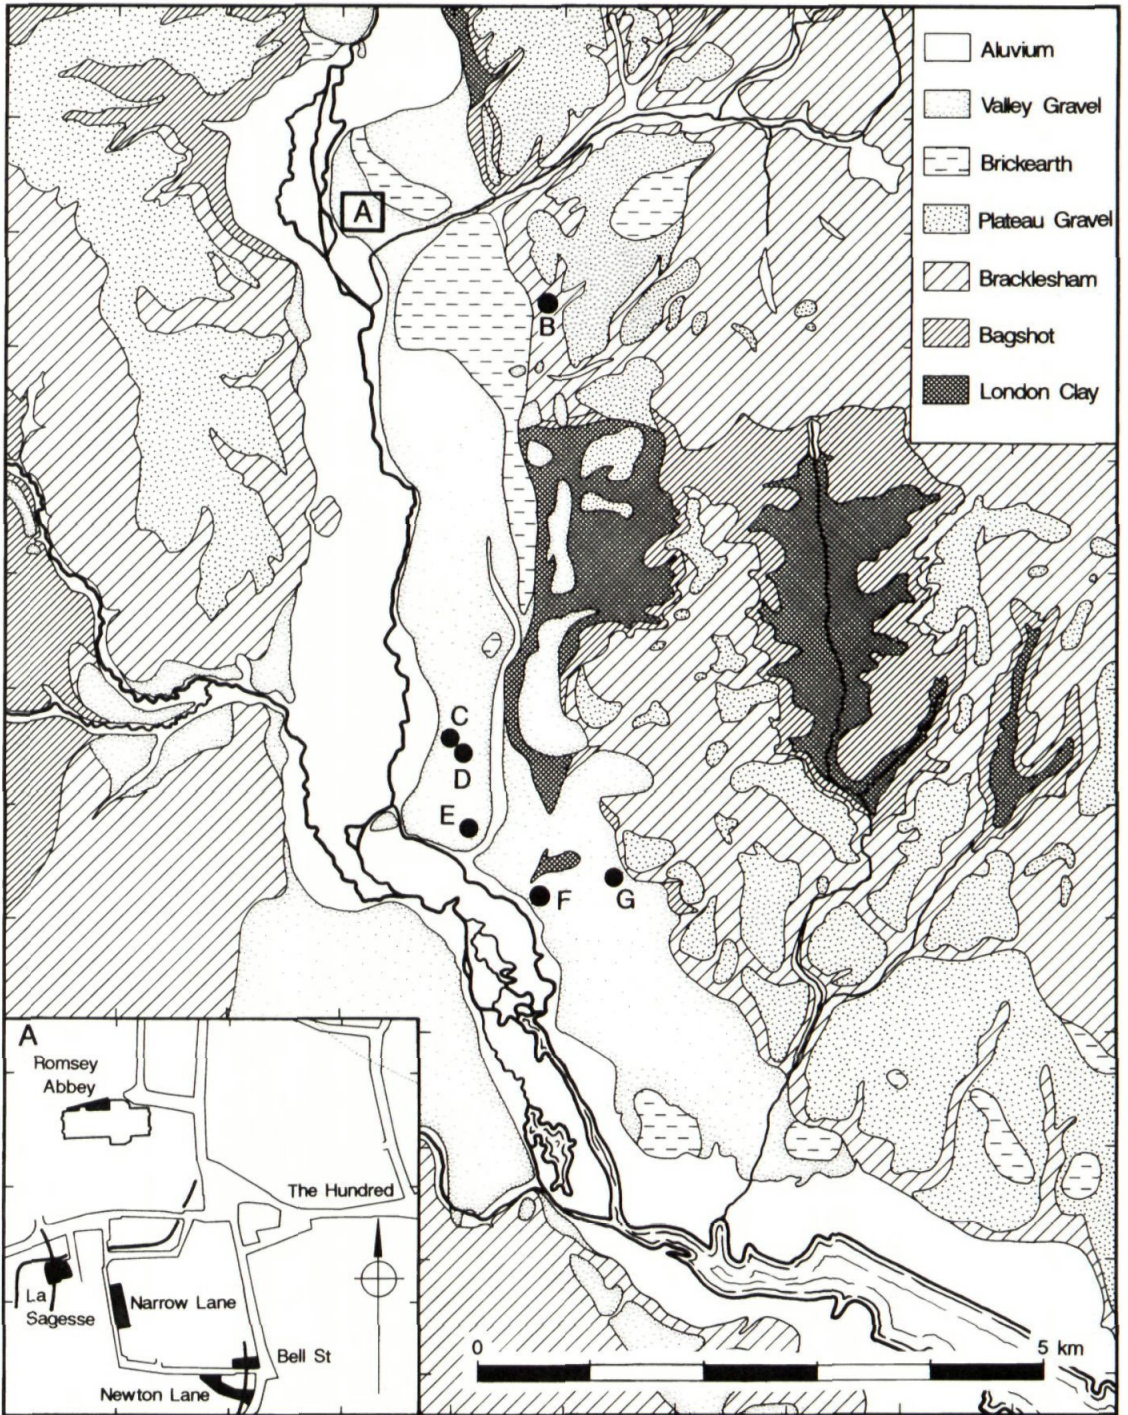 Aluvium
Valley Gravel
Brickearth
Plateau Gravel
Bracklesham
Bagshot
London Clay
A
B
C
D
E
F
G
A
Romsey
Abbey
The Hundred
La
Sagesse
Narrow Lane
Bell St
Newton Lane
0
5 km